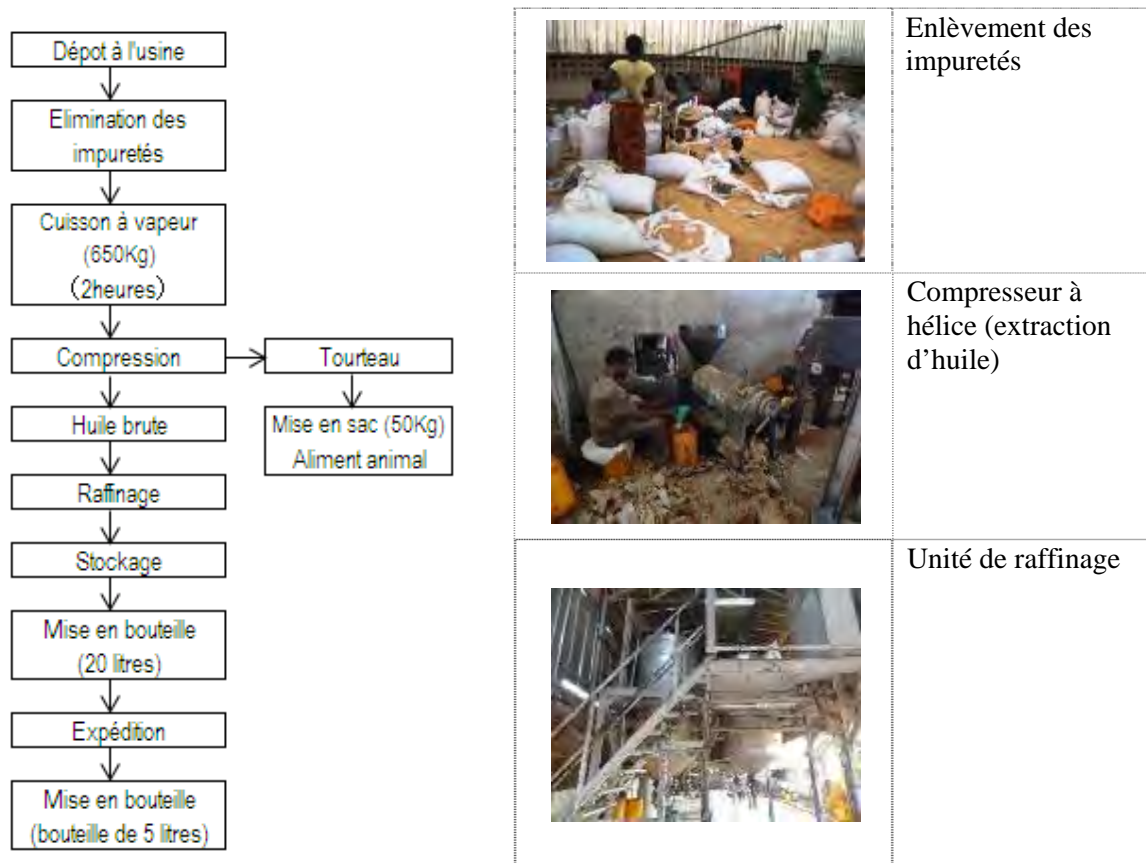 Dépot à l'usine
Elimination des
impuretés
Cuisson à vapeur
(650Kg)
(2heures)
Compression
Tourteau
Huile brute
Mise en sac (50Kg)
Aliment animal
Raffinage
Stockage
Mise en bouteille
(20 litres)
Expédition
Mise en bouteille
(bouteille de 5 litres)
Enlèvement des
impuretés
Compresseur à
hélice (extraction
d'huile)
Unité de raffinage